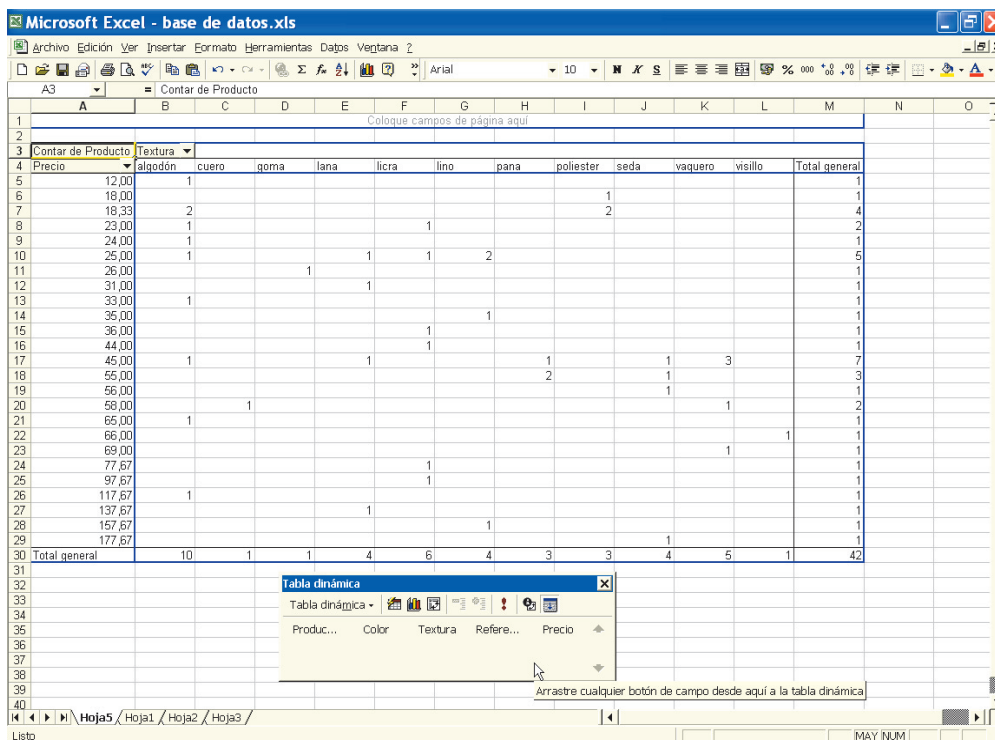 Microsoft Excel - base de datos.xls
Archivo Edición Ver Insertar Formato Herramientas Datos Ventana ?
Arial 10 N K S % 000
A3 = Contar de Producto
A B C D E F G H I J K L M N O
1 Coloque campos de página aquí
2
3 Contar de Producto Textura
4 Precio algodón cuero goma lana licra lino pana poliester seda vaquero visillo Total general
5 12,00 1 1
6 18,00 1 1
7 18,33 2 2 4
8 23,00 1 1 2
9 24,00 1 1
10 25,00 1 1 1 2 5
11 26,00 1 1
12 31,00 1 1
13 33,00 1 1
14 35,00 1 1
15 36,00 1 1
16 44,00 1 1
17 45,00 1 1 1 1 3 7
18 55,00 2 1 3
19 56,00 1 1
20 58,00 1 1 2
21 65,00 1 1
22 66,00 1 1
23 69,00 1 1
24 77,67 1 1
25 97,67 1 1
26 117,67 1 1
27 137,67 1 1
28 157,67 1 1
29 177,67 1 1
30 Total general 10 1 1 4 6 4 3 3 4 5 1 42
31
32 Tabla dinámica
33 Tabla dinámica
34
35 Produc... Color Textura Refere... Precio
36
37
38
39 Arrastre cualquier botón de campo desde aquí a la tabla dinámica
40
Hoja5 Hoja1 Hoja2 Hoja3
Listo MAY NUM